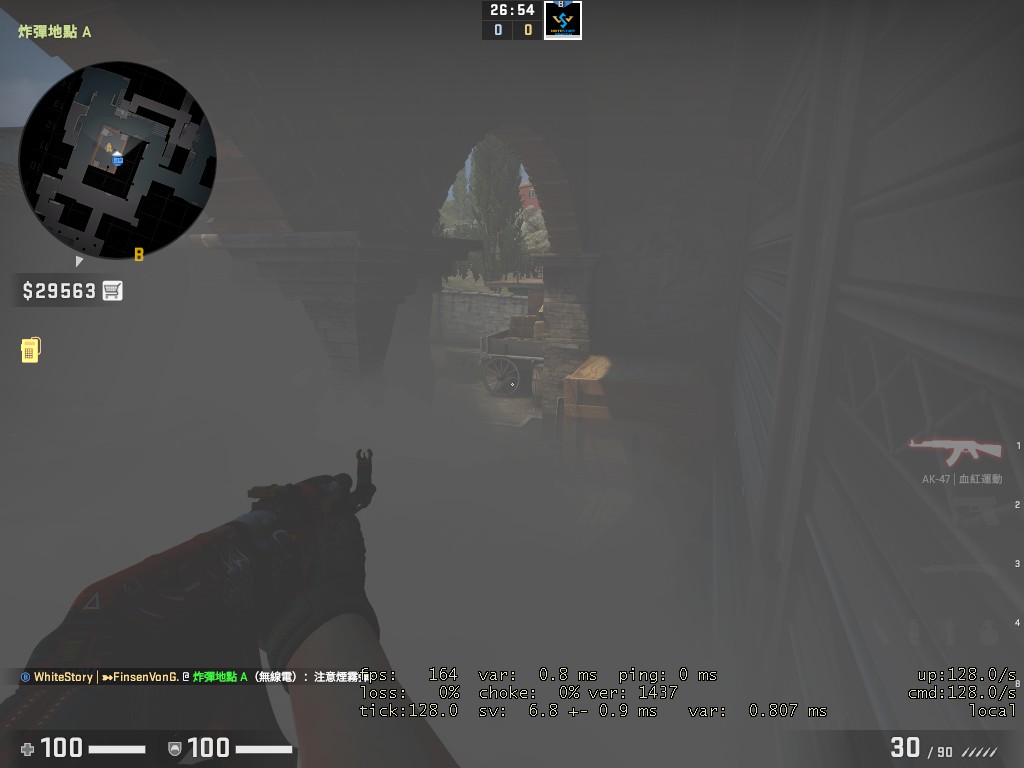 26:54
0 0
炸彈地點 A
B
$29563
1
AK-47 | 血紅運動
2
3
4
WhiteStory | ➳FinsenVonG. @ 炸彈地點 A (無線電): 注意煙霧
fps: 164 var: 0.8 ms ping: 0 ms
loss: 0% choke: 0% ver: 1437
tick:128.0 sv: 6.8 +- 0.9 ms var: 0.807 ms
up:128.0/s
cmd:128.0/s
local
100 100
30 / 90